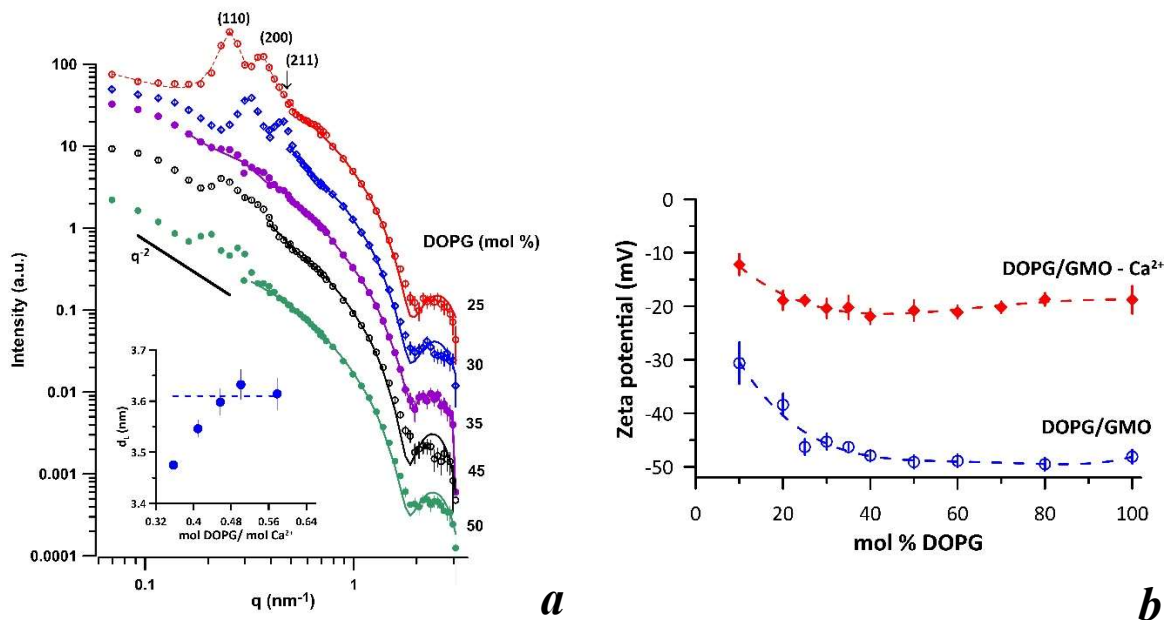 (110)
(200)
(211)
Intensity (a.u.)
100
10
1
0.1
0.01
0.001
0.0001
q⁻²
DOPG (mol %)
25
30
35
45
50
d_L (nm)
3.7
3.6
3.5
3.4
0.32 0.4 0.48 0.56 0.64
mol DOPG/ mol Ca²⁺
0.1 1
q (nm⁻¹)
a
Zeta potential (mV)
0
-10
-20
-30
-40
-50
DOPG/GMO - Ca²⁺
DOPG/GMO
0 20 40 60 80 100
mol % DOPG
b